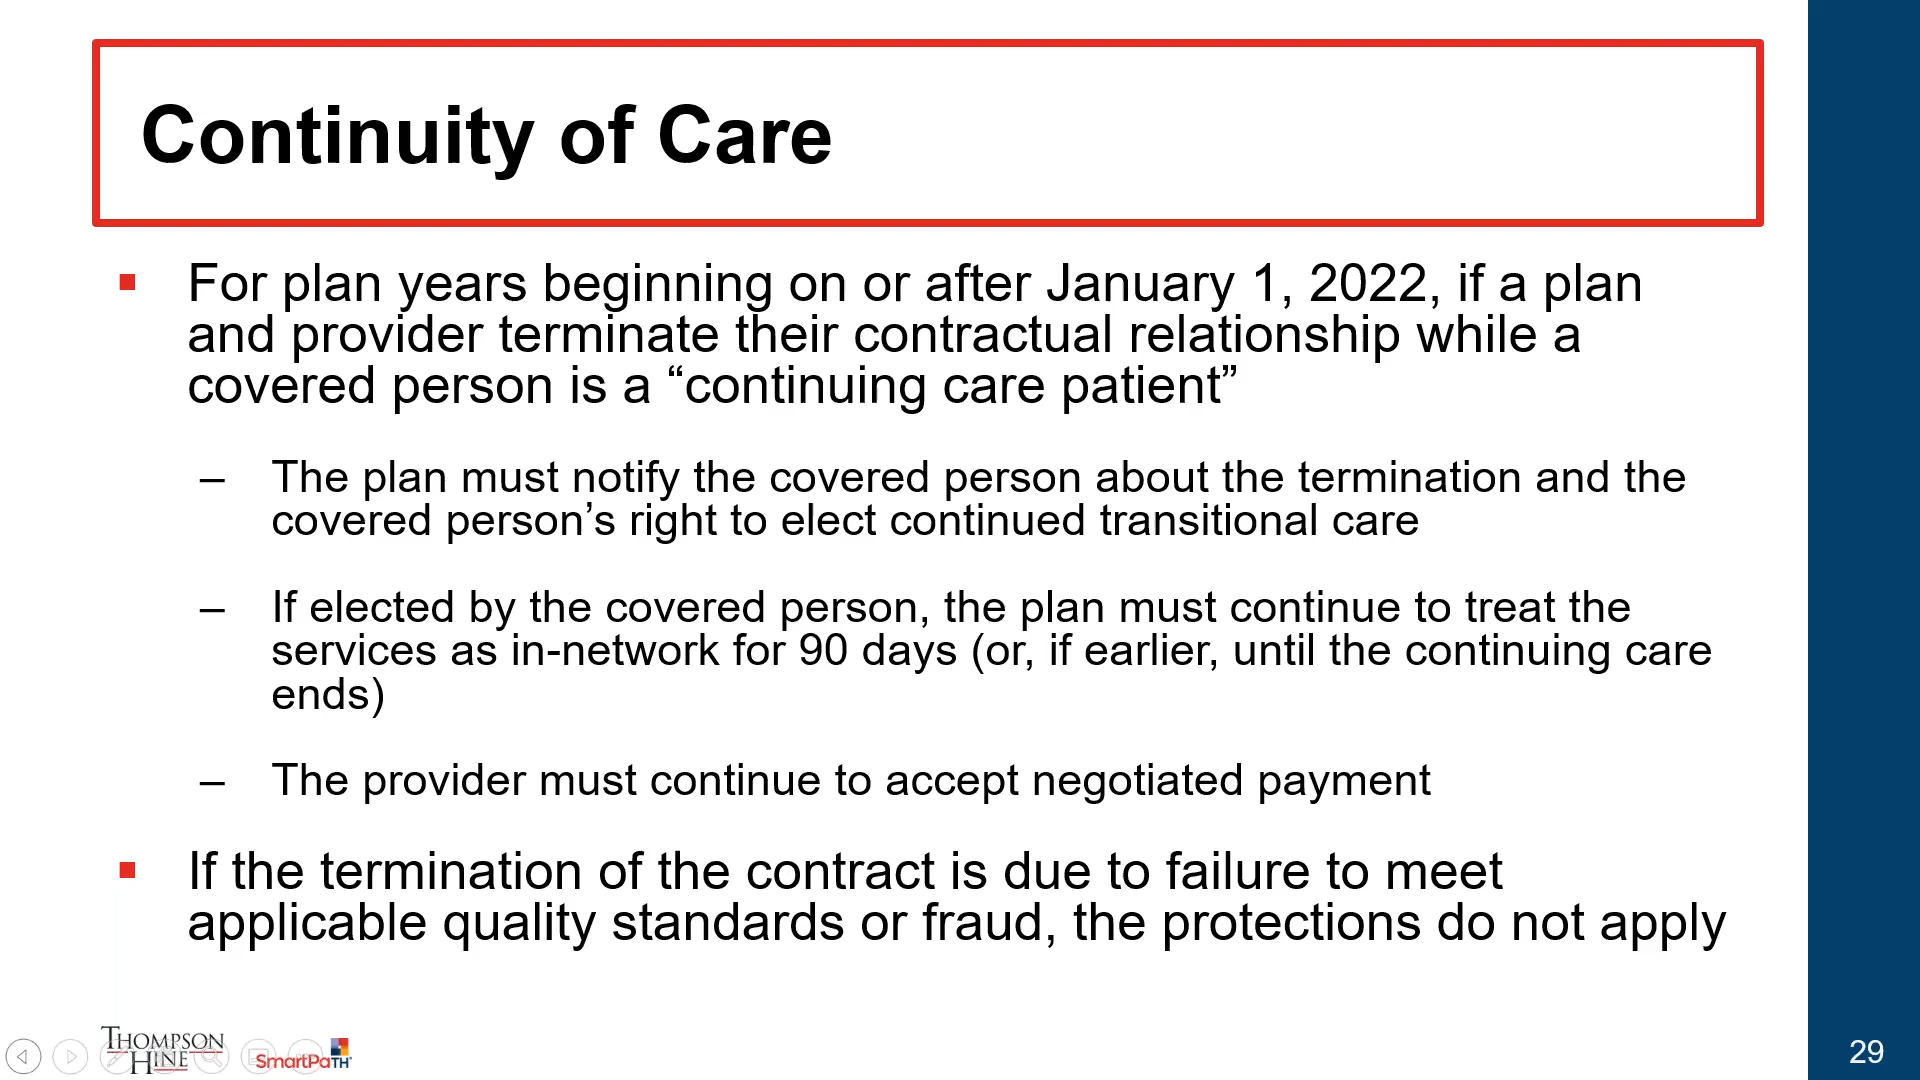 Continuity of Care
For plan years beginning on or after January 1, 2022, if a plan
and provider terminate their contractual relationship while a
covered person is a “continuing care patient”
– The plan must notify the covered person about the termination and the
covered person’s right to elect continued transitional care
– If elected by the covered person, the plan must continue to treat the
services as in-network for 90 days (or, if earlier, until the continuing care
ends)
– The provider must continue to accept negotiated payment
If the termination of the contract is due to failure to meet
applicable quality standards or fraud, the protections do not apply
THOMPSON
HINE
SmartPaTH
29